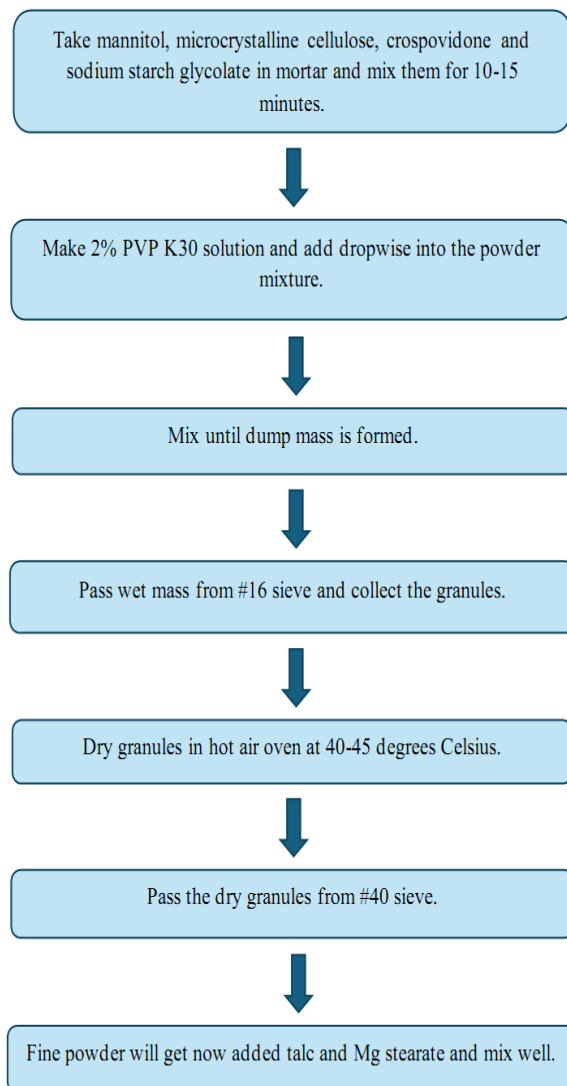 Take mannitol, microcrystalline cellulose, crospovidone and
sodium starch glycolate in mortar and mix them for 10-15
minutes.
Make 2% PVP K30 solution and add dropwise into the powder
mixture.
Mix until dump mass is formed.
Pass wet mass from #16 sieve and collect the granules.
Dry granules in hot air oven at 40-45 degrees Celsius.
Pass the dry granules from #40 sieve.
Fine powder will get now added talc and Mg stearate and mix well.